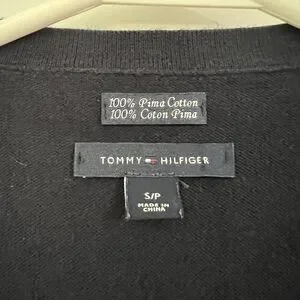 100% Pima Cotton
100% Coton Pima
TOMMY HILFIGER
S/P
MADE IN
CHINA